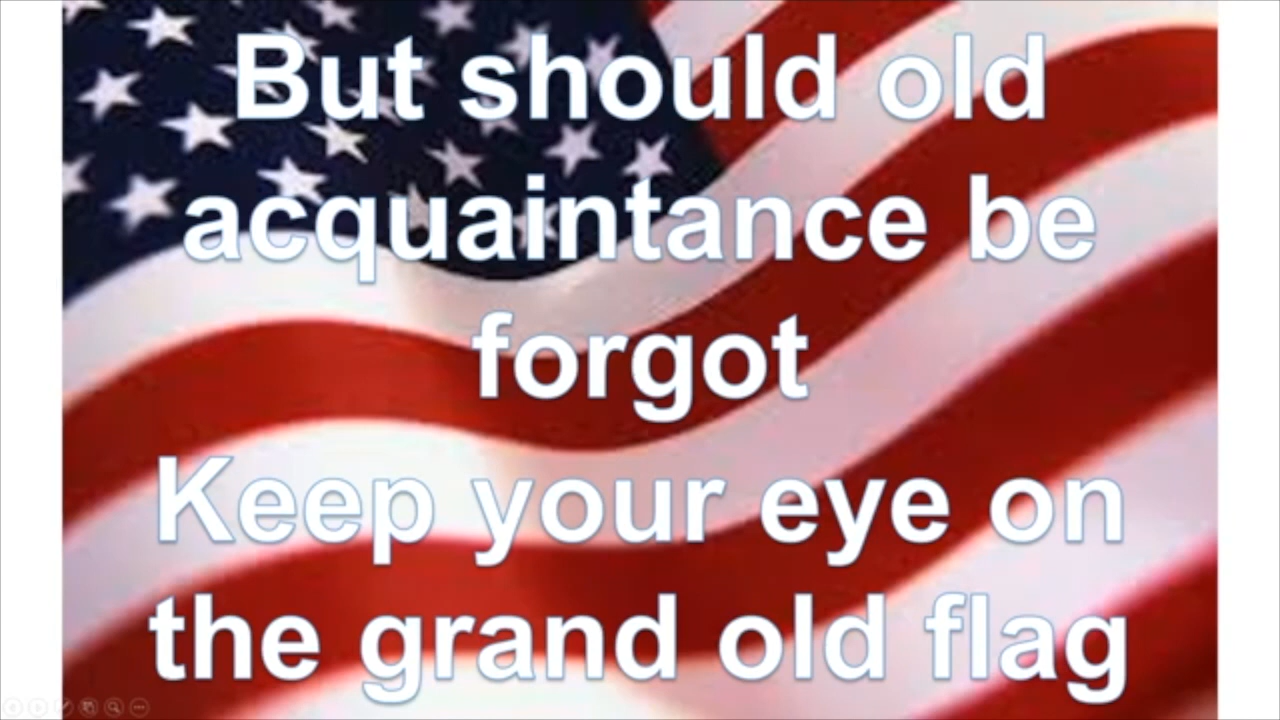 But should old
acquaintance be
forgot
Keep your eye on
the grand old flag